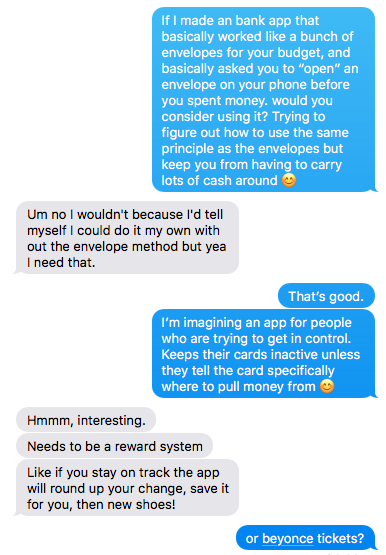 If I made an bank app that
basically worked like a bunch of
envelopes for your budget, and
basically asked you to “open” an
envelope on your phone before
you spent money. would you
consider using it? Trying to
figure out how to use the same
principle as the envelopes but
keep you from having to carry
lots of cash around 😊
Um no I wouldn't because I'd tell
myself I could do it my own with
out the envelope method but yea
I need that.
That’s good.
I’m imagining an app for people
who are trying to get in control.
Keeps their cards inactive unless
they tell the card specifically
where to pull money from 😊
Hmmm, interesting.
Needs to be a reward system
Like if you stay on track the app
will round up your change, save it
for you, then new shoes!
or beyonce tickets?